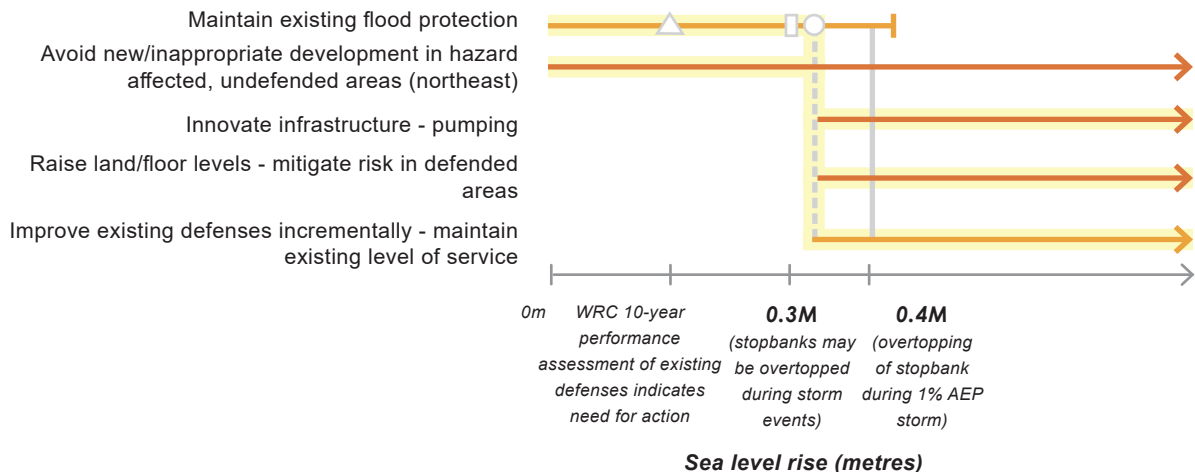 Maintain existing flood protection
Avoid new/inappropriate development in hazard
affected, undefended areas (northeast)
Innovate infrastructure - pumping
Raise land/floor levels - mitigate risk in defended
areas
Improve existing defenses incrementally - maintain
existing level of service
0m
WRC 10-year
performance
assessment of existing
defenses indicates
need for action
0.3M
(stopbanks may
be overtopped
during storm
events)
0.4M
(overtopping
of stopbank
during 1% AEP
storm)
Sea level rise (metres)